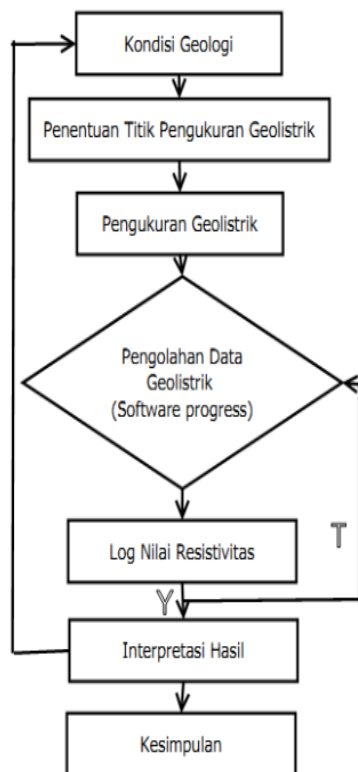 Kondisi Geologi
Penentuan Titik Pengukuran Geolistrik
Pengukuran Geolistrik
Pengolahan Data
Geolistrik
(Software progress)
Log Nilai Resistivitas
T
Y
Interpretasi Hasil
Kesimpulan